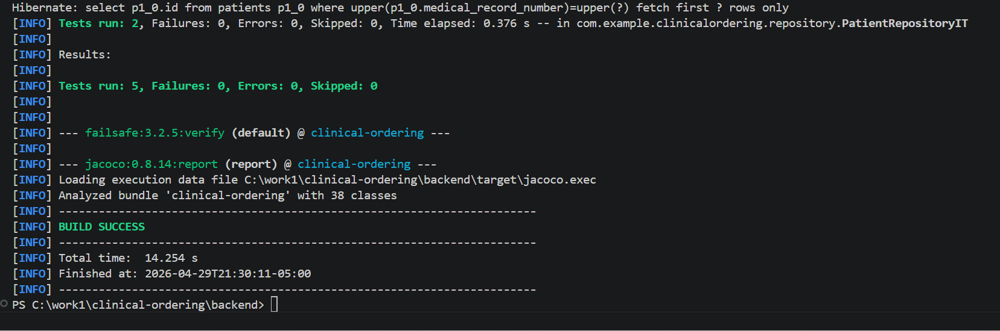 Hibernate: select p1_0.id from patients p1_0 where upper(p1_0.medical_record_number)=upper(?) fetch first ? rows only
[INFO] Tests run: 2, Failures: 0, Errors: 0, Skipped: 0, Time elapsed: 0.376 s -- in com.example.clinicalordering.repository.PatientRepositoryIT
[INFO]
[INFO] Results:
[INFO]
[INFO] Tests run: 5, Failures: 0, Errors: 0, Skipped: 0
[INFO]
[INFO]
[INFO] --- failsafe:3.2.5:verify (default) @ clinical-ordering ---
[INFO]
[INFO] --- jacoco:0.8.14:report (report) @ clinical-ordering ---
[INFO] Loading execution data file C:\work1\clinical-ordering\backend\target\jacoco.exec
[INFO] Analyzed bundle 'clinical-ordering' with 38 classes
[INFO] ------------------------------------------------------------------------
[INFO] BUILD SUCCESS
[INFO] ------------------------------------------------------------------------
[INFO] Total time:  14.254 s
[INFO] Finished at: 2026-04-29T21:30:11-05:00
[INFO] ------------------------------------------------------------------------
PS C:\work1\clinical-ordering\backend>